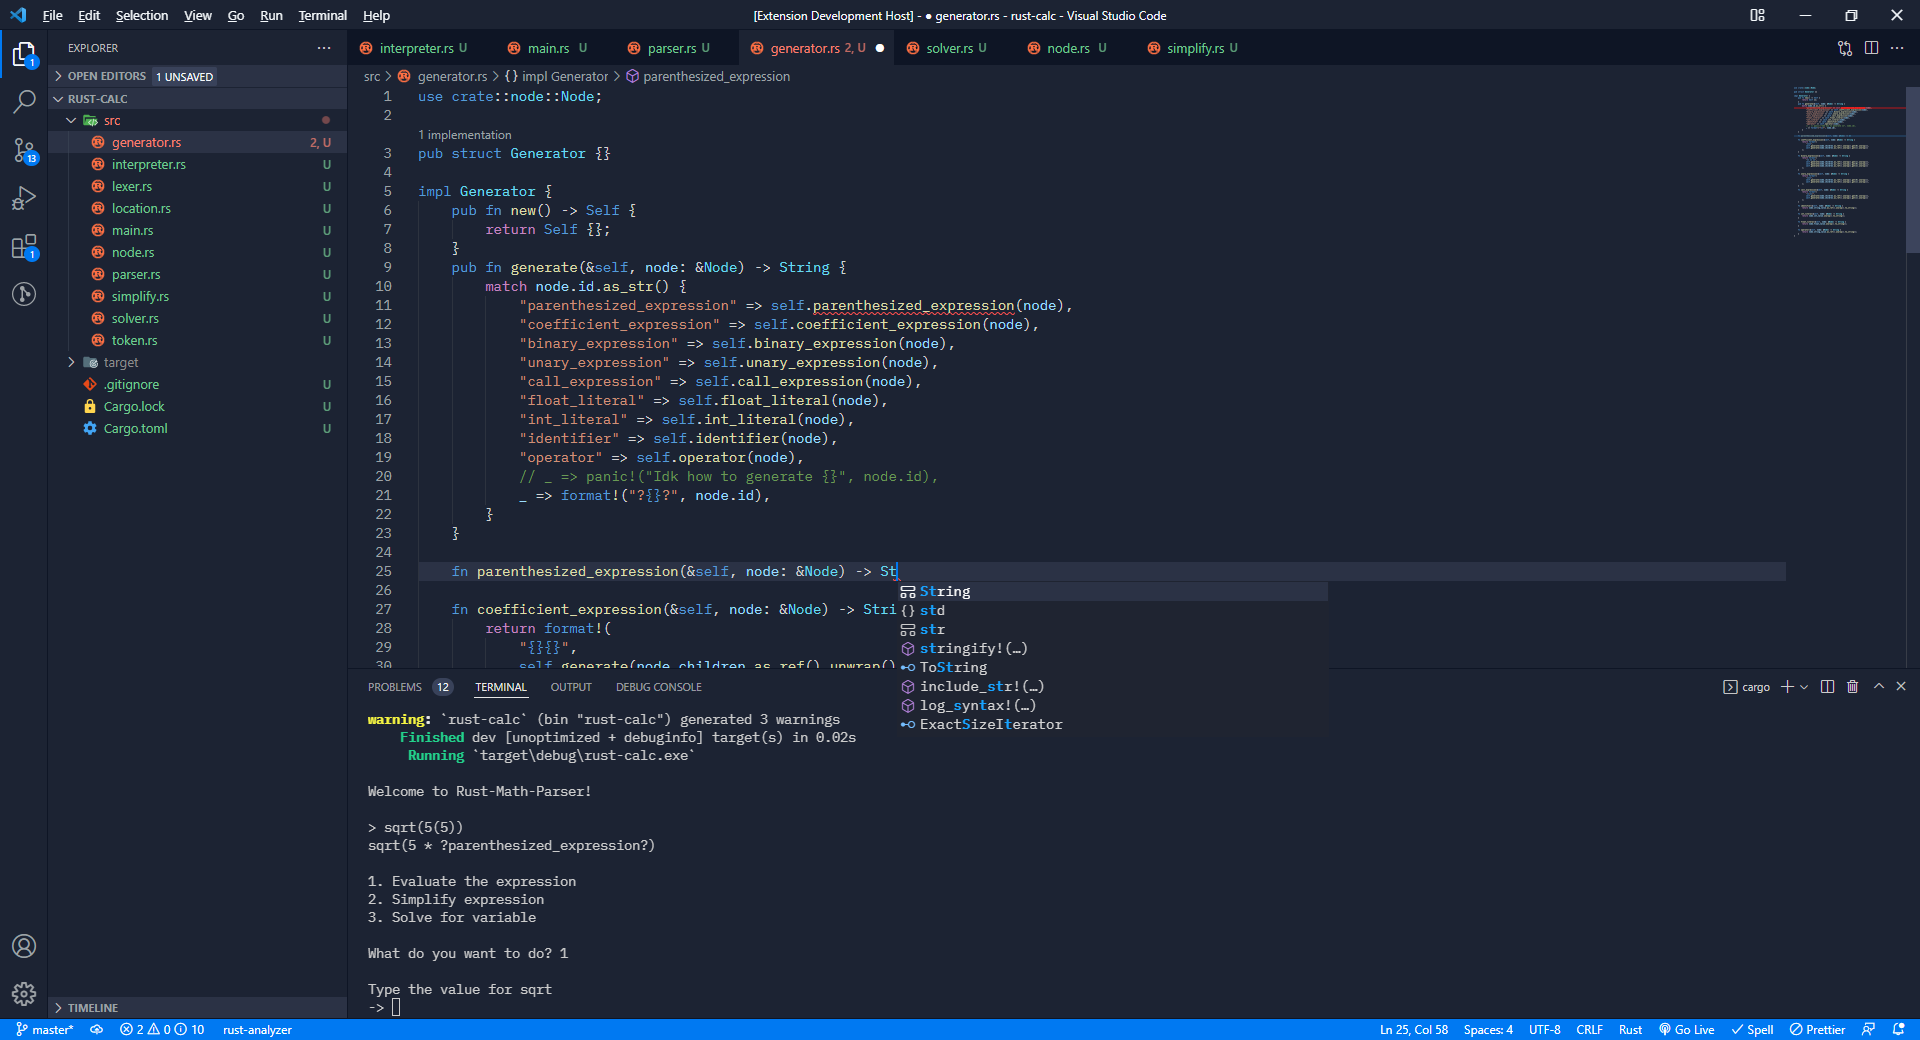 File Edit Selection View Go Run Terminal Help
[Extension Development Host] - ● generator.rs - rust-calc - Visual Studio Code
EXPLORER
OPEN EDITORS 1 UNSAVED
RUST-CALC
src
generator.rs 2, U
interpreter.rs U
lexer.rs U
location.rs U
main.rs U
node.rs U
parser.rs U
simplify.rs U
solver.rs U
token.rs U
target
.gitignore U
Cargo.lock U
Cargo.toml U
TIMELINE
1
13
1
interpreter.rs U main.rs U parser.rs U generator.rs 2, U ● solver.rs U node.rs U simplify.rs U
src > generator.rs > {} impl Generator > parenthesized_expression
1 use crate::node::Node;
2
1 implementation
3 pub struct Generator {}
4
5 impl Generator {
6 pub fn new() -> Self {
7 return Self {};
8 }
9 pub fn generate(&self, node: &Node) -> String {
10 match node.id.as_str() {
11 "parenthesized_expression" => self.parenthesized_expression(node),
12 "coefficient_expression" => self.coefficient_expression(node),
13 "binary_expression" => self.binary_expression(node),
14 "unary_expression" => self.unary_expression(node),
15 "call_expression" => self.call_expression(node),
16 "float_literal" => self.float_literal(node),
17 "int_literal" => self.int_literal(node),
18 "identifier" => self.identifier(node),
19 "operator" => self.operator(node),
20 // _ => panic!("Idk how to generate {}", node.id),
21 _ => format!("?{}?", node.id),
22 }
23 }
24
25 fn parenthesized_expression(&self, node: &Node) -> St
26
27 fn coefficient_expression(&self, node: &Node) -> Stri
28 return format!(
29 "{}{}",
30 self.generate(node.children.as_ref().unwrap()
String
{} std
str
stringify!(…)
ToString
include_str!(…)
log_syntax!(…)
ExactSizeIterator
PROBLEMS 12 TERMINAL OUTPUT DEBUG CONSOLE
cargo
warning: `rust-calc` (bin "rust-calc") generated 3 warnings
Finished dev [unoptimized + debuginfo] target(s) in 0.02s
Running `target\debug\rust-calc.exe`
Welcome to Rust-Math-Parser!
> sqrt(5(5))
sqrt(5 * ?parenthesized_expression?)
1. Evaluate the expression
2. Simplify expression
3. Solve for variable
What do you want to do? 1
Type the value for sqrt
->
master* 2 0 10 rust-analyzer
Ln 25, Col 58 Spaces: 4 UTF-8 CRLF Rust Go Live Spell Prettier